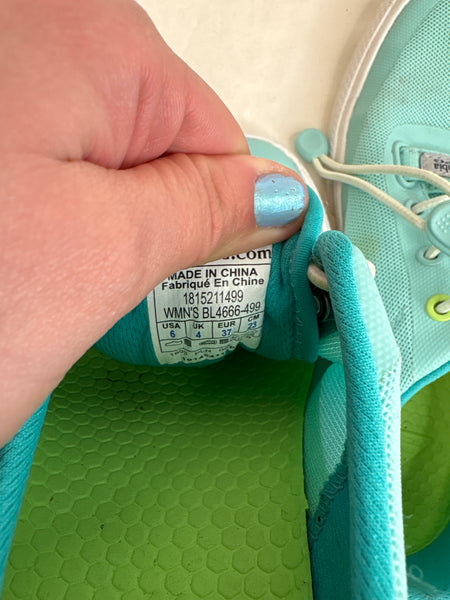 .com
MADE IN CHINA
Fabriqué En Chine
1815211499
WMN'S BL4666-499
USA UK EUR CM
6 4 37 23
mbia